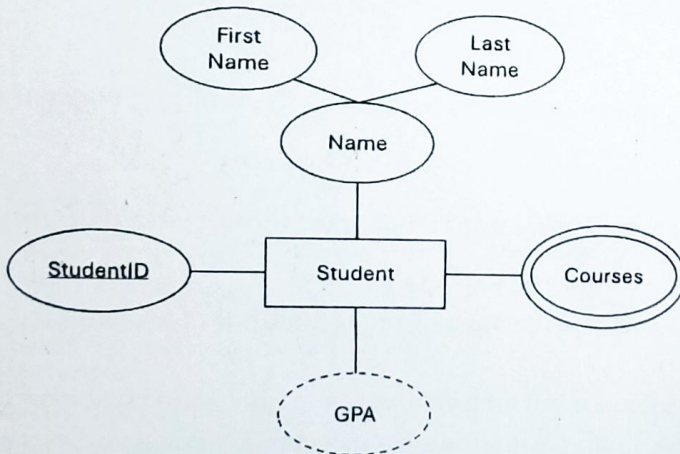 First
Name
Last
Name
Name
StudentID
Student
Courses
GPA